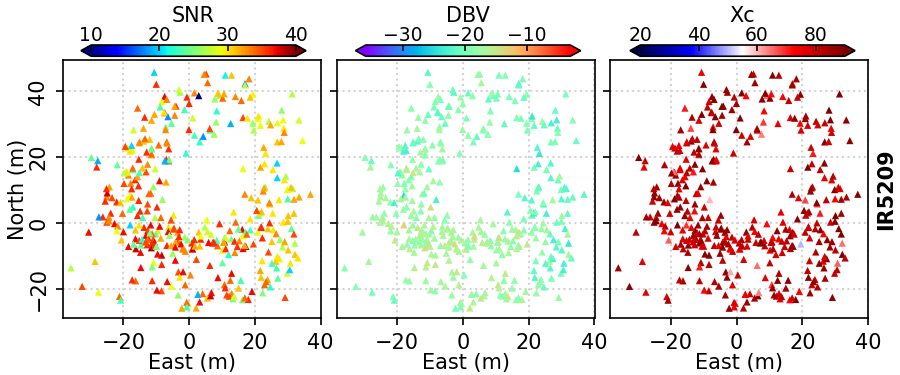 SNR DBV Xc
10 20 30 40 −30 −20 −10 20 40 60 80
40
20
0
−20
North (m)
IR5209
−20 0 20 40 −20 0 20 40 −20 0 20 40
East (m) East (m) East (m)